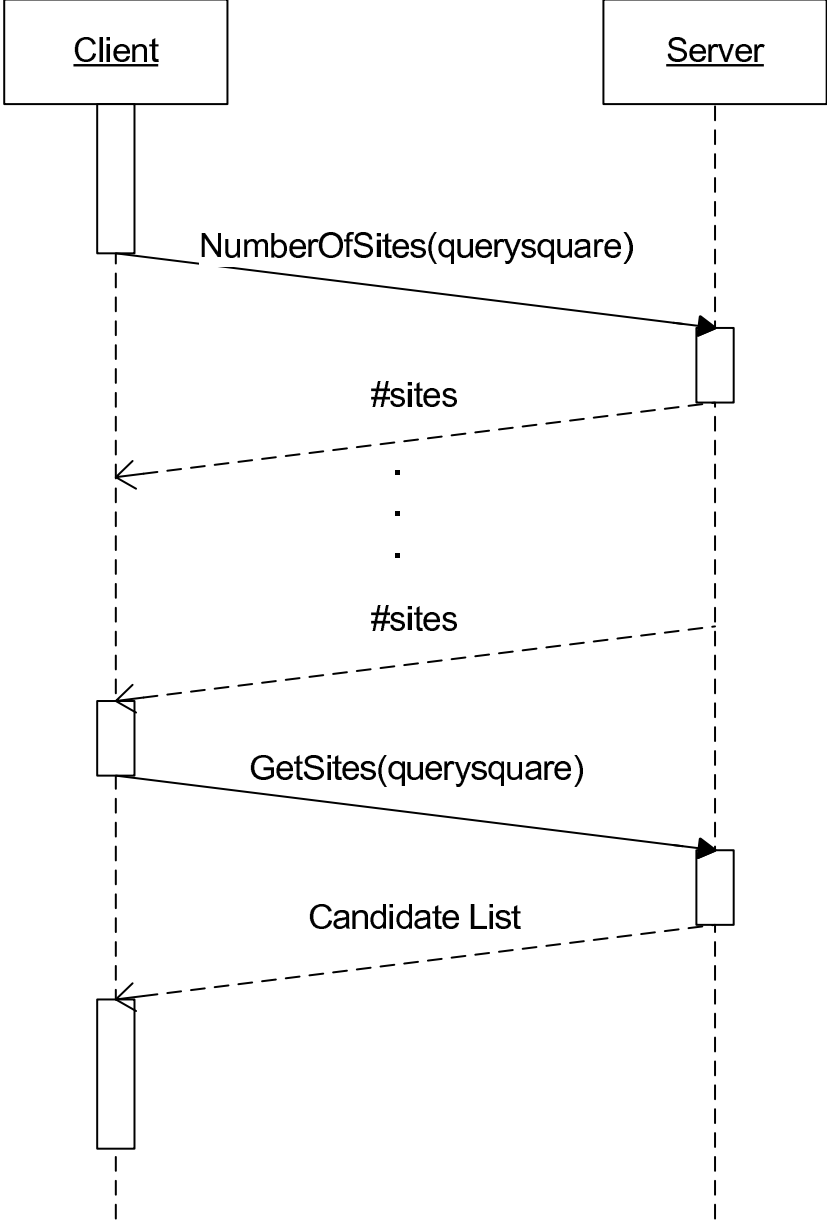 Client
Server
NumberOfSites(querysquare)
#sites
.
.
.
#sites
GetSites(querysquare)
Candidate List